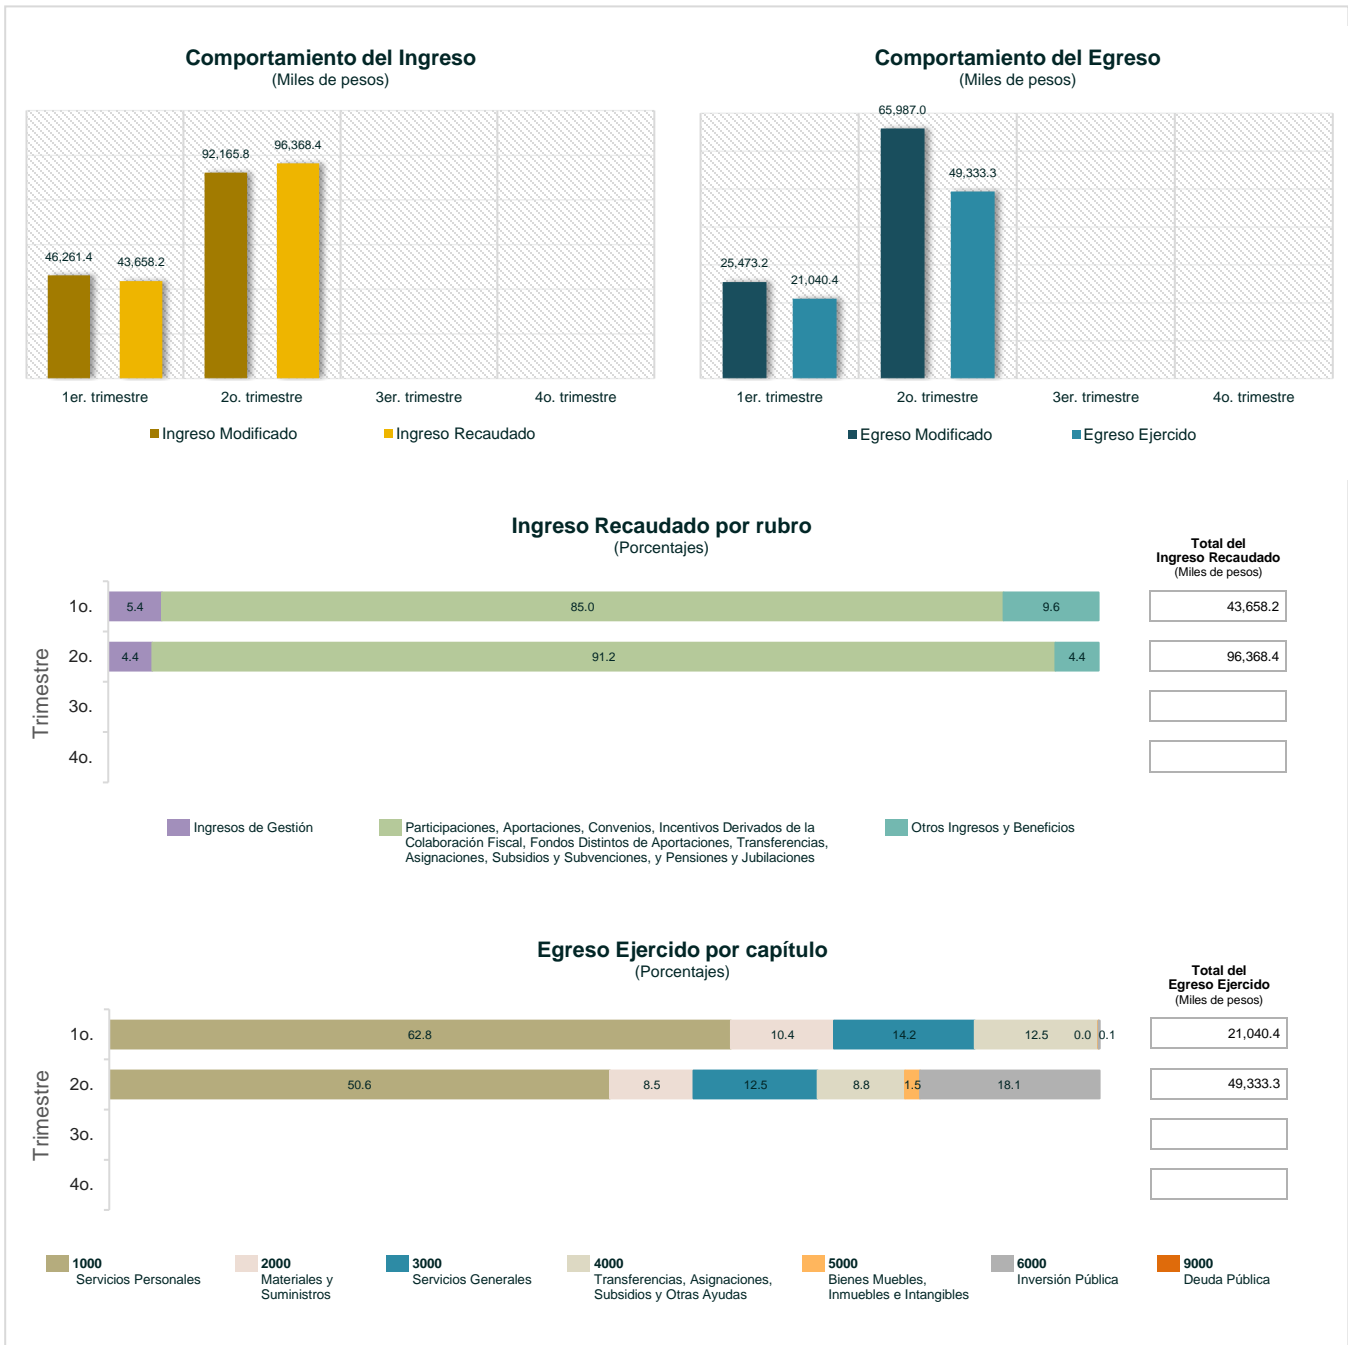 Comportamiento del Ingreso
(Miles de pesos)
46,261.4
43,658.2
92,165.8
96,368.4
1er. trimestre
2o. trimestre
3er. trimestre
4o. trimestre
Ingreso Modificado
Ingreso Recaudado
Comportamiento del Egreso
(Miles de pesos)
25,473.2
21,040.4
65,987.0
49,333.3
1er. trimestre
2o. trimestre
3er. trimestre
4o. trimestre
Egreso Modificado
Egreso Ejercido
Ingreso Recaudado por rubro
(Porcentajes)
Total del
Ingreso Recaudado
(Miles de pesos)
Trimestre
1o.
5.4
85.0
9.6
43,658.2
2o.
4.4
91.2
4.4
96,368.4
3o.
4o.
Ingresos de Gestión
Participaciones, Aportaciones, Convenios, Incentivos Derivados de la
Colaboración Fiscal, Fondos Distintos de Aportaciones, Transferencias,
Asignaciones, Subsidios y Subvenciones, y Pensiones y Jubilaciones
Otros Ingresos y Beneficios
Egreso Ejercido por capítulo
(Porcentajes)
Total del
Egreso Ejercido
(Miles de pesos)
Trimestre
1o.
62.8
10.4
14.2
12.5
0.0
0.1
21,040.4
2o.
50.6
8.5
12.5
8.8
1.5
18.1
49,333.3
3o.
4o.
1000
Servicios Personales
2000
Materiales y
Suministros
3000
Servicios Generales
4000
Transferencias, Asignaciones,
Subsidios y Otras Ayudas
5000
Bienes Muebles,
Inmuebles e Intangibles
6000
Inversión Pública
9000
Deuda Pública